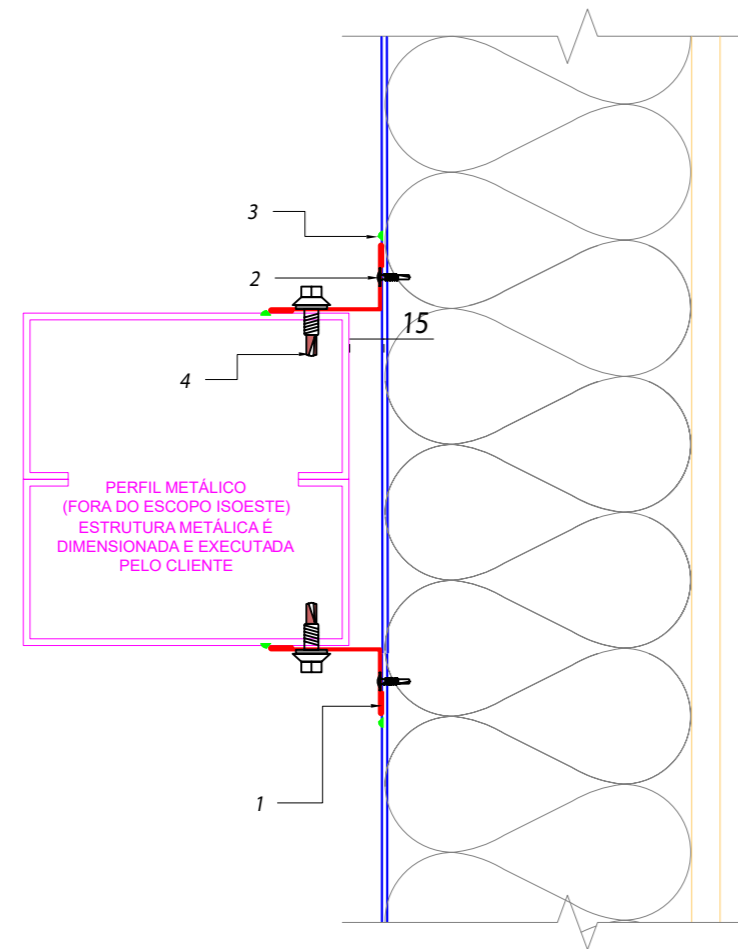 3
2
15
4
PERFIL METÁLICO
(FORA DO ESCOPO ISOESTE)
ESTRUTURA METÁLICA É
DIMENSIONADA E EXECUTADA
PELO CLIENTE
1